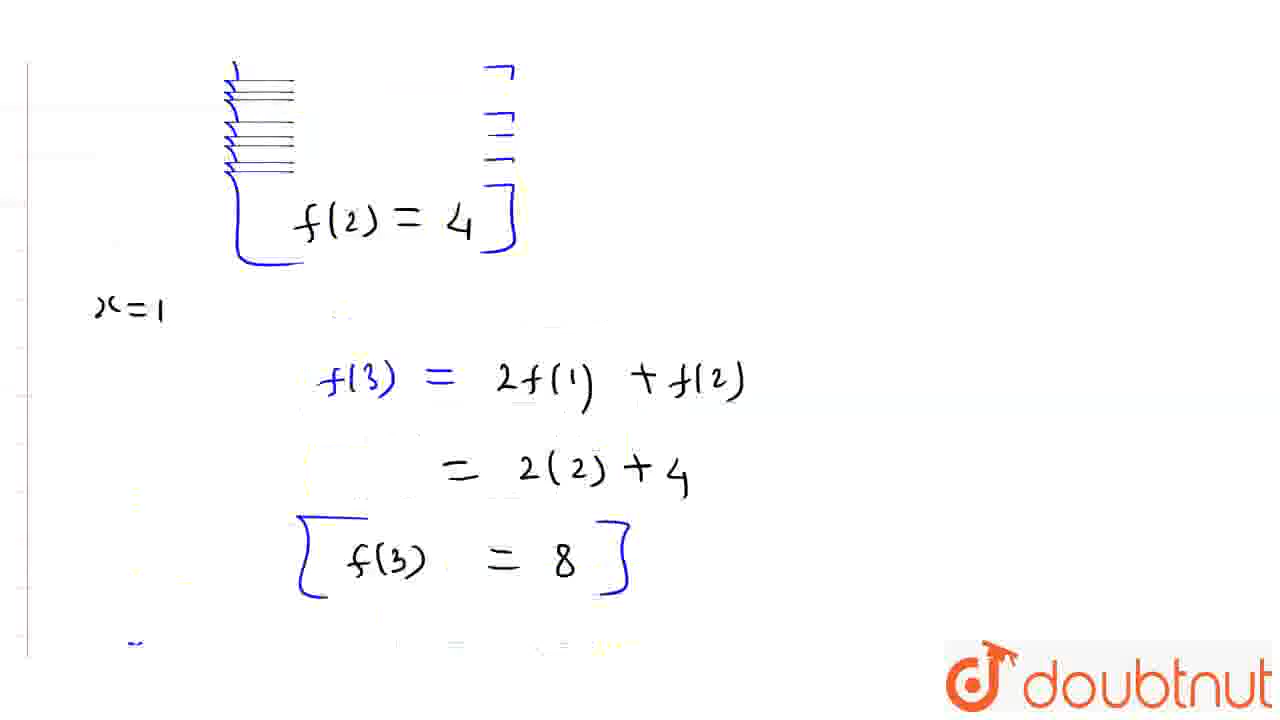 f(2) = 4
x=1
f(3) = 2f(1) + f(2)
= 2(2) + 4
f(3) = 8
doubtnut